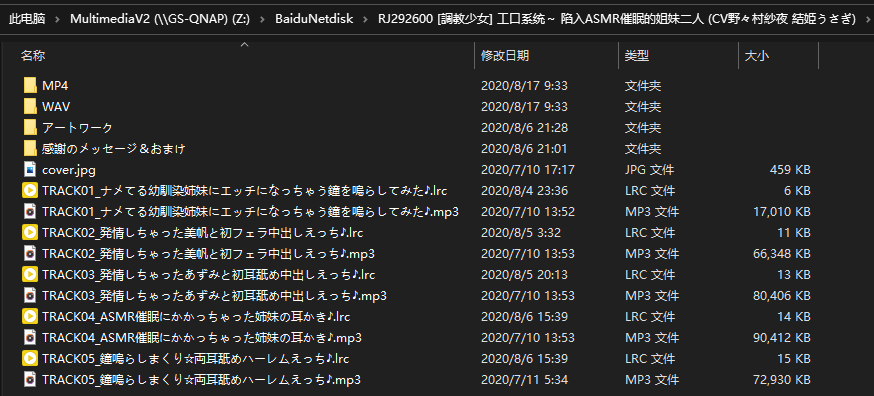 此电脑 > MultimediaV2 (\\GS-QNAP) (Z:) > BaiduNetdisk > RJ292600 [調教少女] 工口系统~ 陷入ASMR催眠的姐妹二人 (CV野々村紗夜 結姫うさぎ)
名称 修改日期 类型 大小
MP4 2020/8/17 9:33 文件夹
WAV 2020/8/17 9:33 文件夹
アートワーク 2020/8/6 21:28 文件夹
感謝のメッセージ＆おまけ 2020/8/6 21:01 文件夹
cover.jpg 2020/7/10 17:17 JPG 文件 459 KB
TRACK01_ナメてる幼馴染姉妹にエッチになっちゃう鐘を鳴らしてみた♪.lrc 2020/8/4 23:36 LRC 文件 6 KB
TRACK01_ナメてる幼馴染姉妹にエッチになっちゃう鐘を鳴らしてみた♪.mp3 2020/7/10 13:52 MP3 文件 17,010 KB
TRACK02_発情しちゃった美帆と初フェラ中出しえっち♪.lrc 2020/8/5 3:32 LRC 文件 11 KB
TRACK02_発情しちゃった美帆と初フェラ中出しえっち♪.mp3 2020/7/10 13:53 MP3 文件 66,348 KB
TRACK03_発情しちゃったあずみと初耳舐め中出しえっち♪.lrc 2020/8/5 20:13 LRC 文件 13 KB
TRACK03_発情しちゃったあずみと初耳舐め中出しえっち♪.mp3 2020/7/10 13:53 MP3 文件 80,406 KB
TRACK04_ASMR催眠にかかっちゃった姉妹の耳かき♪.lrc 2020/8/6 15:39 LRC 文件 14 KB
TRACK04_ASMR催眠にかかっちゃった姉妹の耳かき♪.mp3 2020/7/10 13:53 MP3 文件 90,412 KB
TRACK05_鐘鳴らしまくり☆両耳舐めハーレムえっち♪.lrc 2020/8/6 15:39 LRC 文件 15 KB
TRACK05_鐘鳴らしまくり☆両耳舐めハーレムえっち♪.mp3 2020/7/11 5:34 MP3 文件 72,930 KB